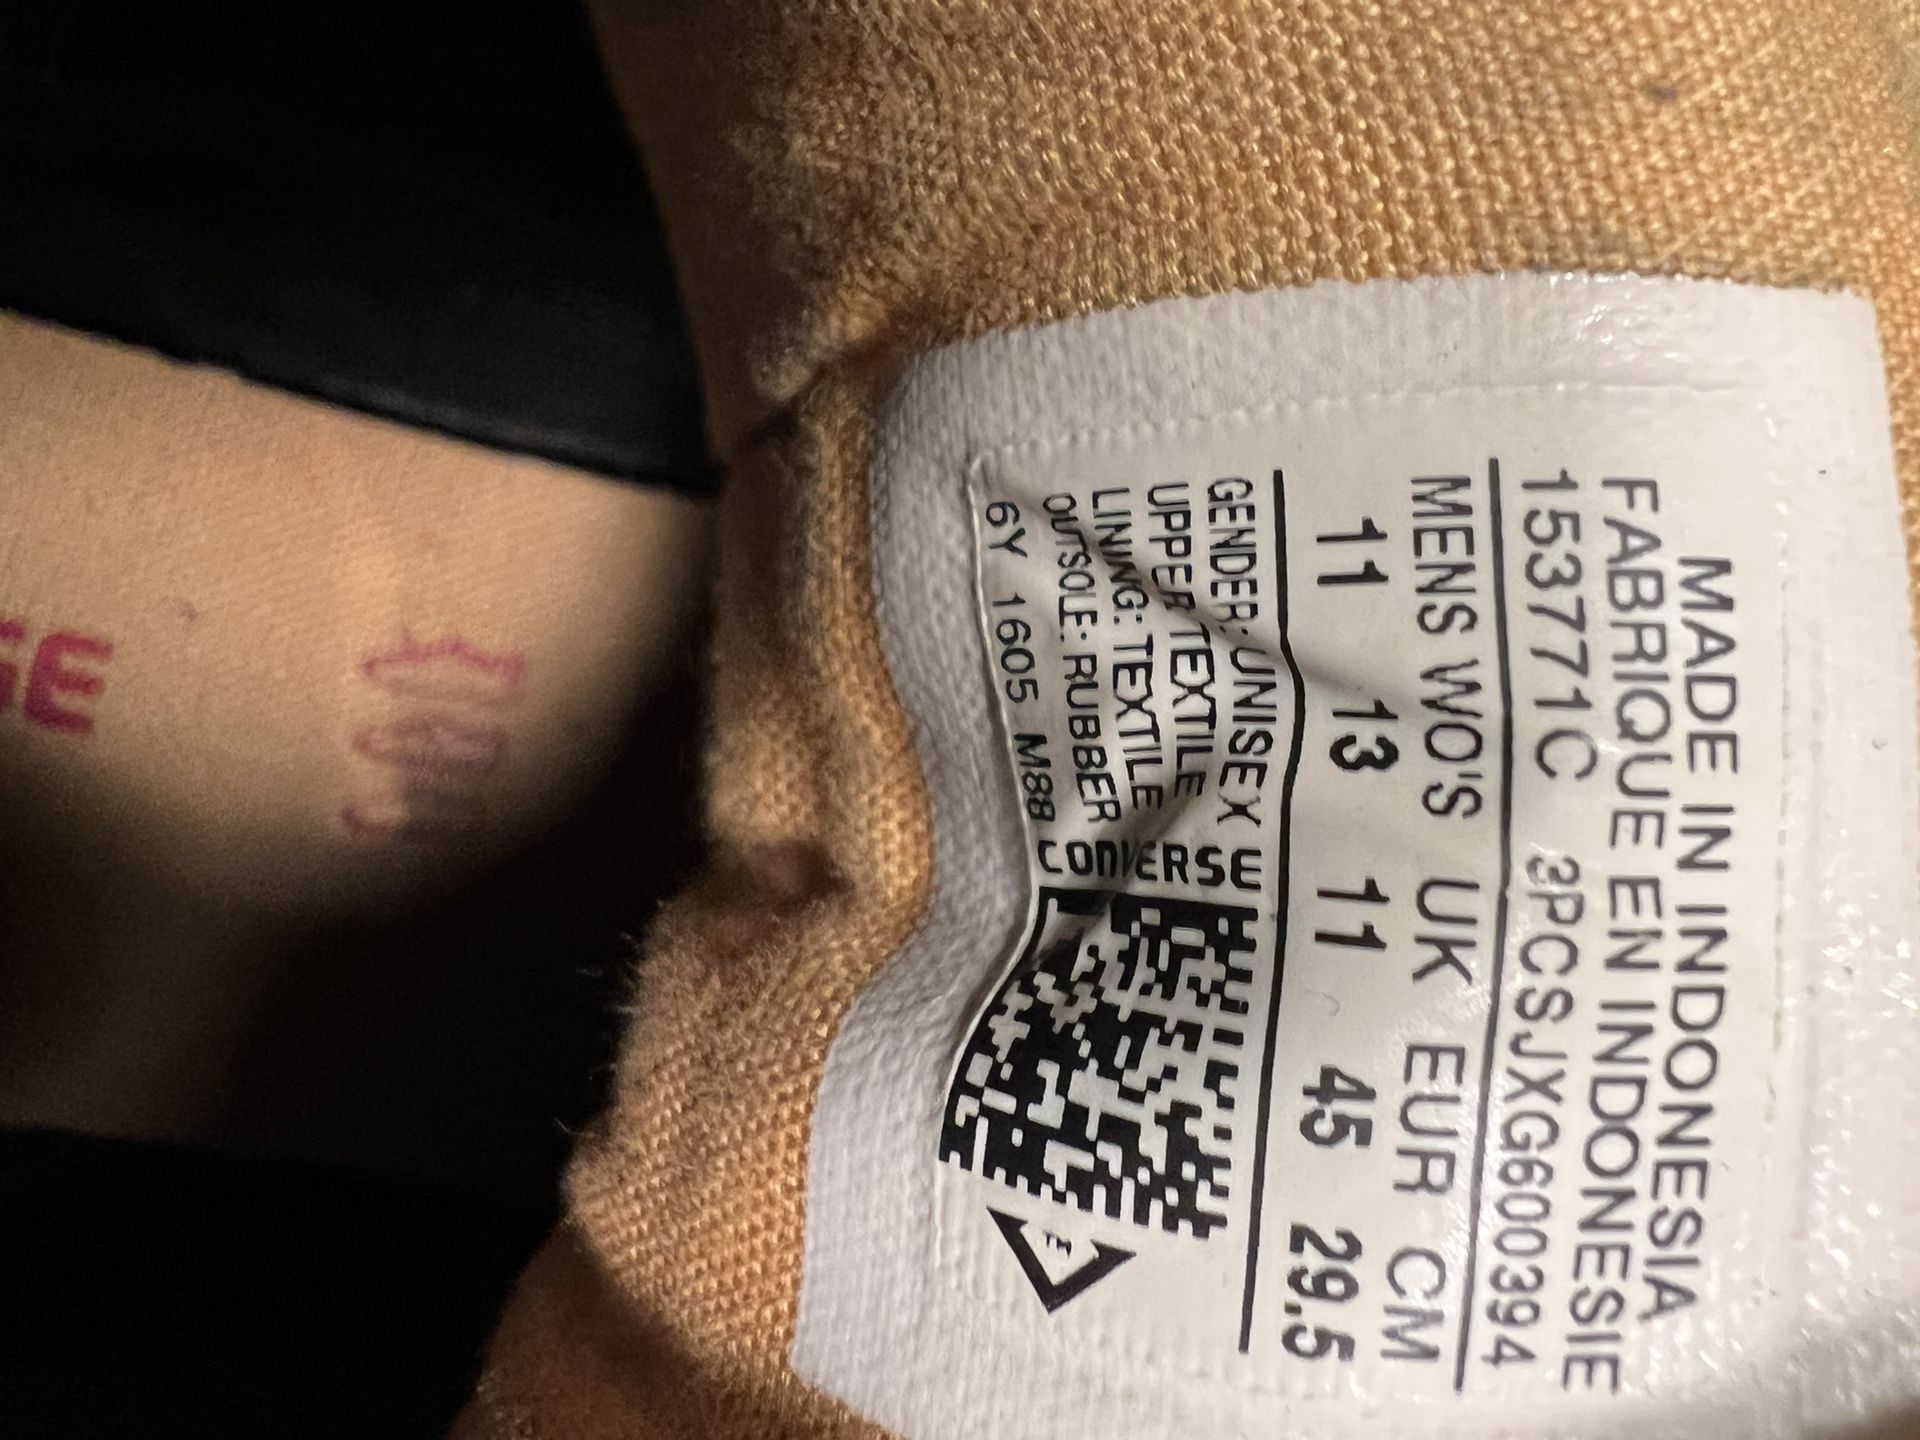 MADE IN INDONESIA
FABRIQUE EN INDONESIE
153771C 3PCSJXG600394
MENS WO'S UK EUR CM
11 13 11 45 29.5
GENDER: UNISEX
UPPER: TEXTILE
LINING: TEXTILE
OUTSOLE: RUBBER
6Y 1605 M88
CONVERSE